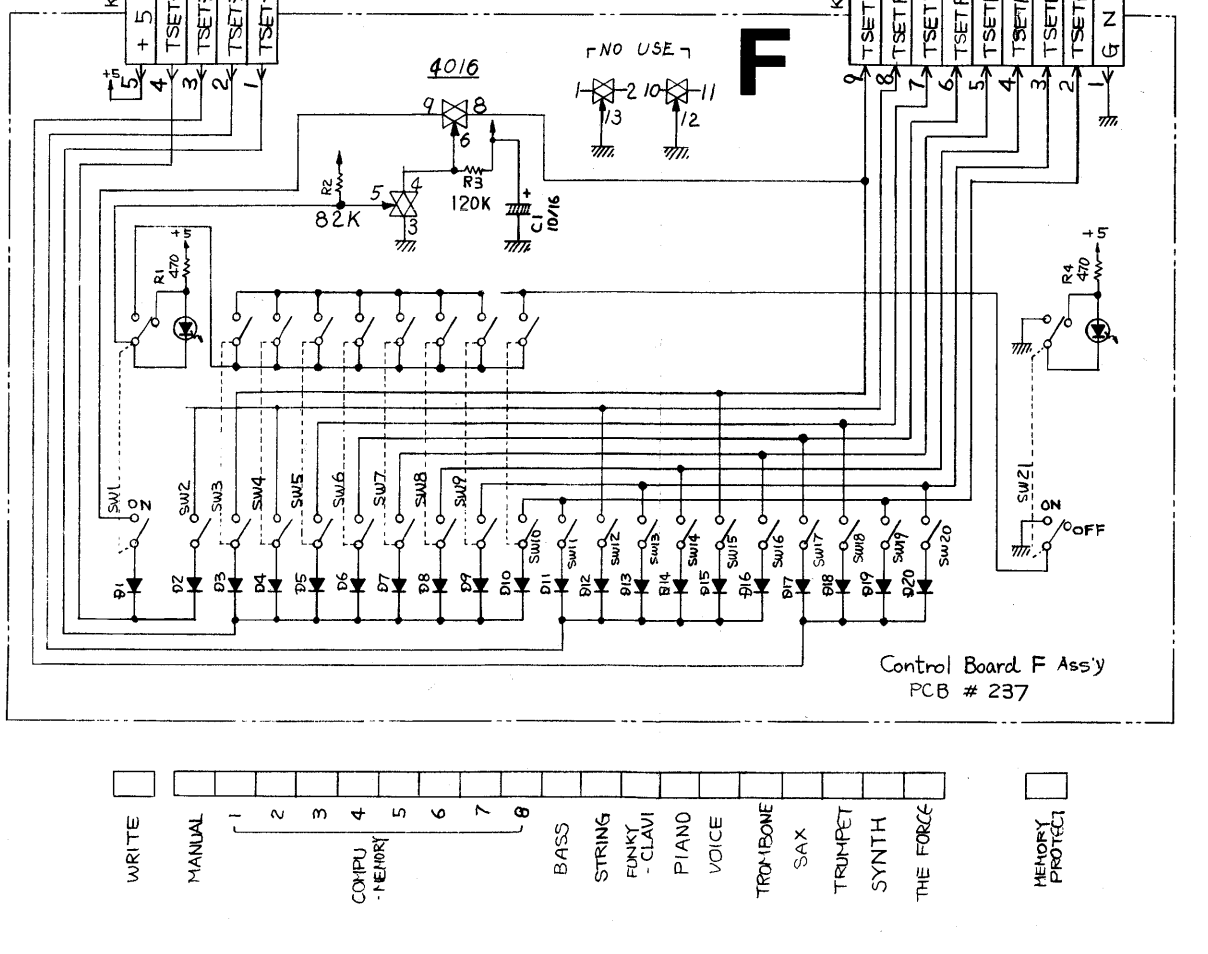 +5
TSET
TSET
TSET
TSET
TSET
TSET
TSET
TSET
TSET
TSET
TSET
TSET
GN
5
4
3
2
1
9
8
7
6
5
4
3
2
1
+5
4016
NO USE
F
9
8
6
1
2
10
11
13
12
R2
82K
5
4
3
R3
120K
+
C1
10/16
+5
R1
470
+5
R4
470
SW1
N
SW2
SW3
SW4
SW5
SW6
SW7
SW8
SW9
SW10
SW11
SW12
SW13
SW14
SW15
SW16
SW17
SW18
SW19
SW20
SW21
ON
OFF
D1
D2
D3
D4
D5
D6
D7
D8
D9
D10
D11
D12
D13
D14
D15
D16
D17
D18
D19
D20
Control Board F Ass'y
PCB # 237
WRITE
MANUAL
1
2
3
4
5
6
7
8
COMPU
-MEMORY
BASS
STRING
FUNKY
-CLAVI
PIANO
VOICE
TROMBONE
SAX
TRUMPET
SYNTH
THE FORCE
MEMORY
PROTECT